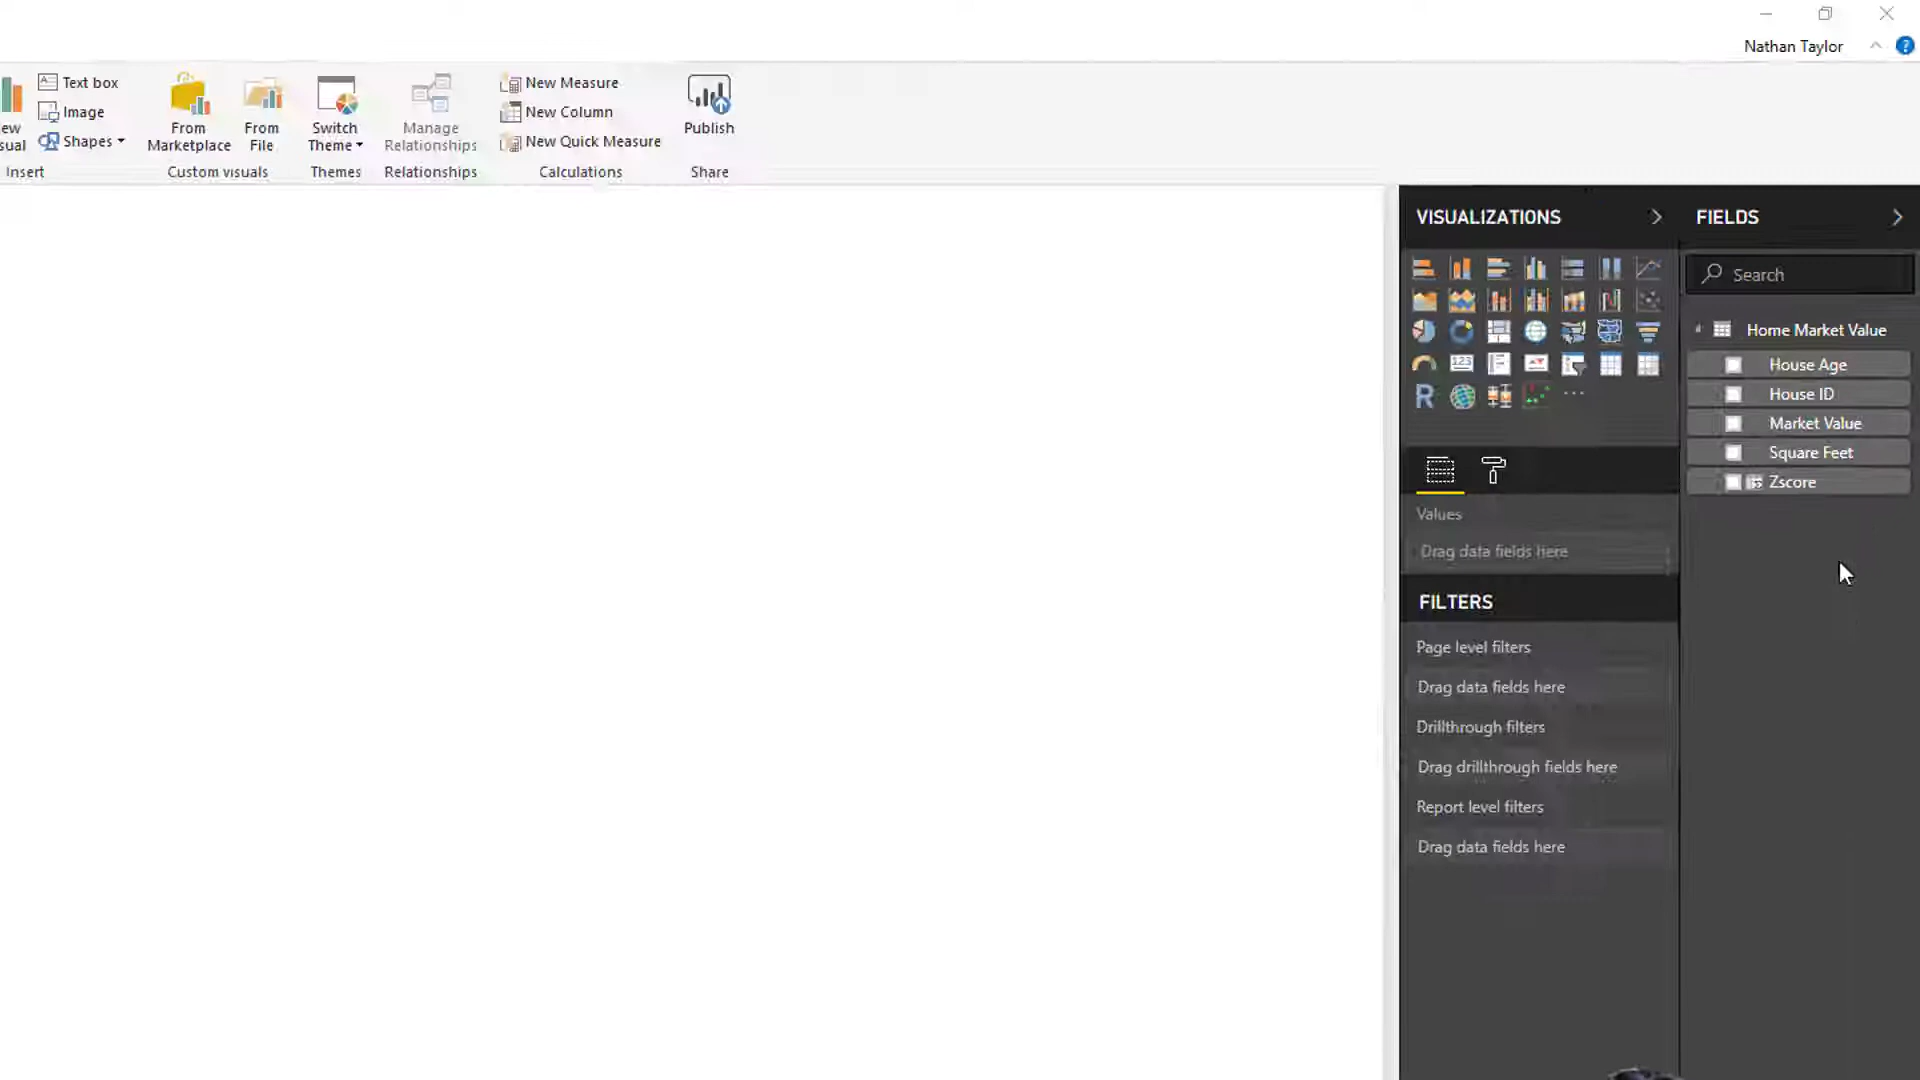 Nathan Taylor
?
ew
sual
Text box
Image
Shapes
Insert
From
Marketplace
From
File
Custom visuals
Switch
Theme
Themes
Manage
Relationships
Relationships
New Measure
New Column
New Quick Measure
Calculations
Publish
Share
VISUALIZATIONS
123
R
...
Values
Drag data fields here
FILTERS
Page level filters
Drag data fields here
Drillthrough filters
Drag drillthrough fields here
Report level filters
Drag data fields here
FIELDS
Search
Home Market Value
House Age
House ID
Market Value
Square Feet
Zscore